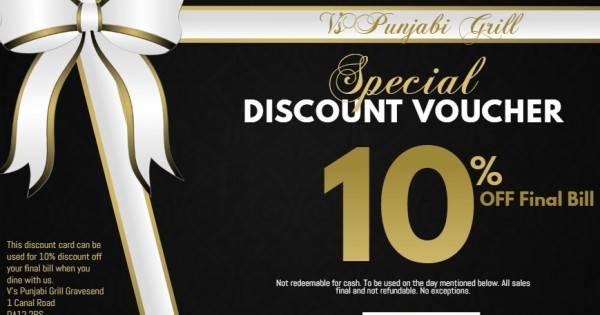 Vs Punjabi Grill
Special
DISCOUNT VOUCHER
10%
OFF Final Bill
Not redeemable for cash. To be used on the day mentioned below. All sales
final and not refundable. No exceptions.
This discount card can be
used for 10% discount off
your final bill when you
dine with us.
V's Punjabi Grill Gravesend
1 Canal Road